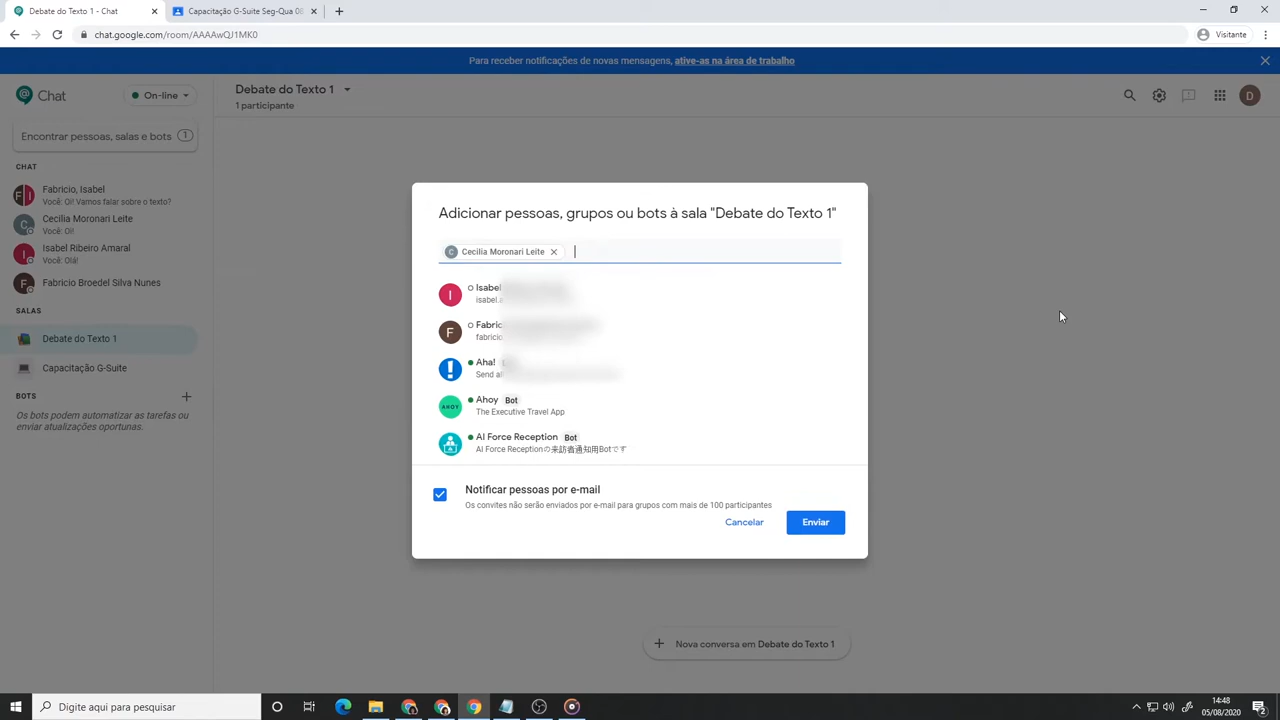 Debate do Texto 1 - Chat
Capacitação G-Suite Seg-Qua 08
chat.google.com/room/AAAAwQJ1MK0
Visitante
Para receber notificações de novas mensagens, ative-as na área de trabalho
Chat
On-line
Debate do Texto 1
1 participante
D
Encontrar pessoas, salas e bots
1
CHAT
F I
Fabricio, Isabel
Você: Oi! Vamos falar sobre o texto?
C
Cecília Moronari Leite
Você: Oi!
I
Isabel Ribeiro Amaral
Você: Olá!
F
Fabricio Broedel Silva Nunes
SALAS
Debate do Texto 1
Capacitação G-Suite
BOTS
Os bots podem automatizar as tarefas ou
enviar atualizações oportunas.
Adicionar pessoas, grupos ou bots à sala "Debate do Texto 1"
C Cecilia Moronari Leite
I
Isabel
isabel.
F
Fabric
fabricio
Aha!
Send al
AHOY
Ahoy Bot
The Executive Travel App
AI Force Reception Bot
AI Force Receptionの来訪者通知用Botです
Notificar pessoas por e-mail
Os convites não serão enviados por e-mail para grupos com mais de 100 participantes
Cancelar
Enviar
Nova conversa em Debate do Texto 1
Digite aqui para pesquisar
14:48
05/08/2020
2